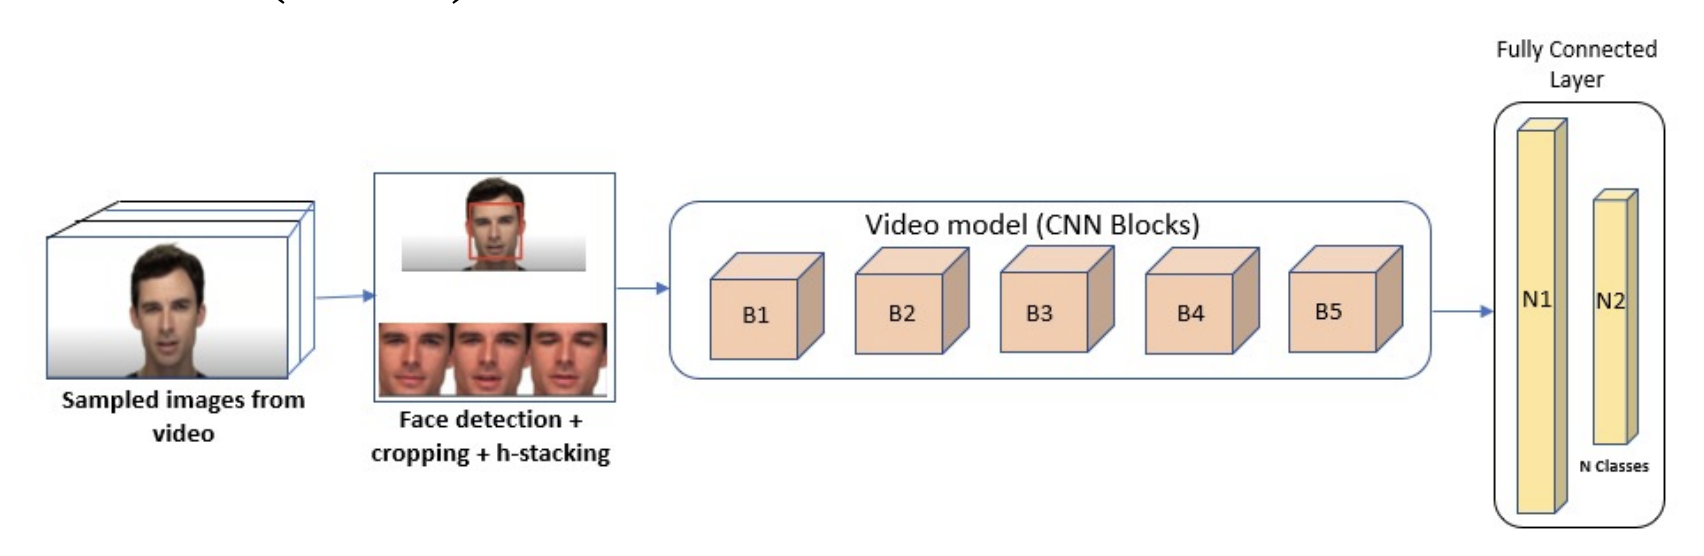 Fully Connected
Layer
Video model (CNN Blocks)
B1
B2
B3
B4
B5
N1
N2
Sampled images from
video
Face detection +
cropping + h-stacking
N Classes